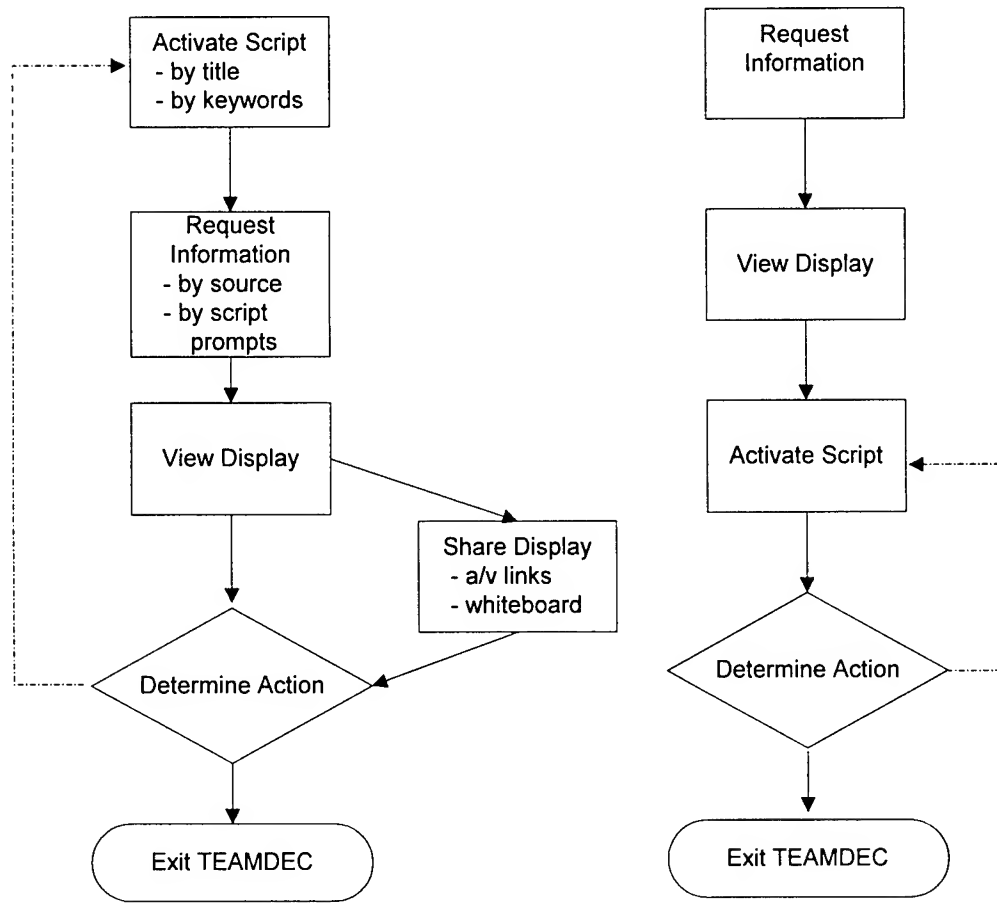 Activate Script
- by title
- by keywords
Request
Information
- by source
- by script
prompts
View Display
Share Display
- a/v links
- whiteboard
Determine Action
Exit TEAMDEC
Request
Information
View Display
Activate Script
Determine Action
Exit TEAMDEC